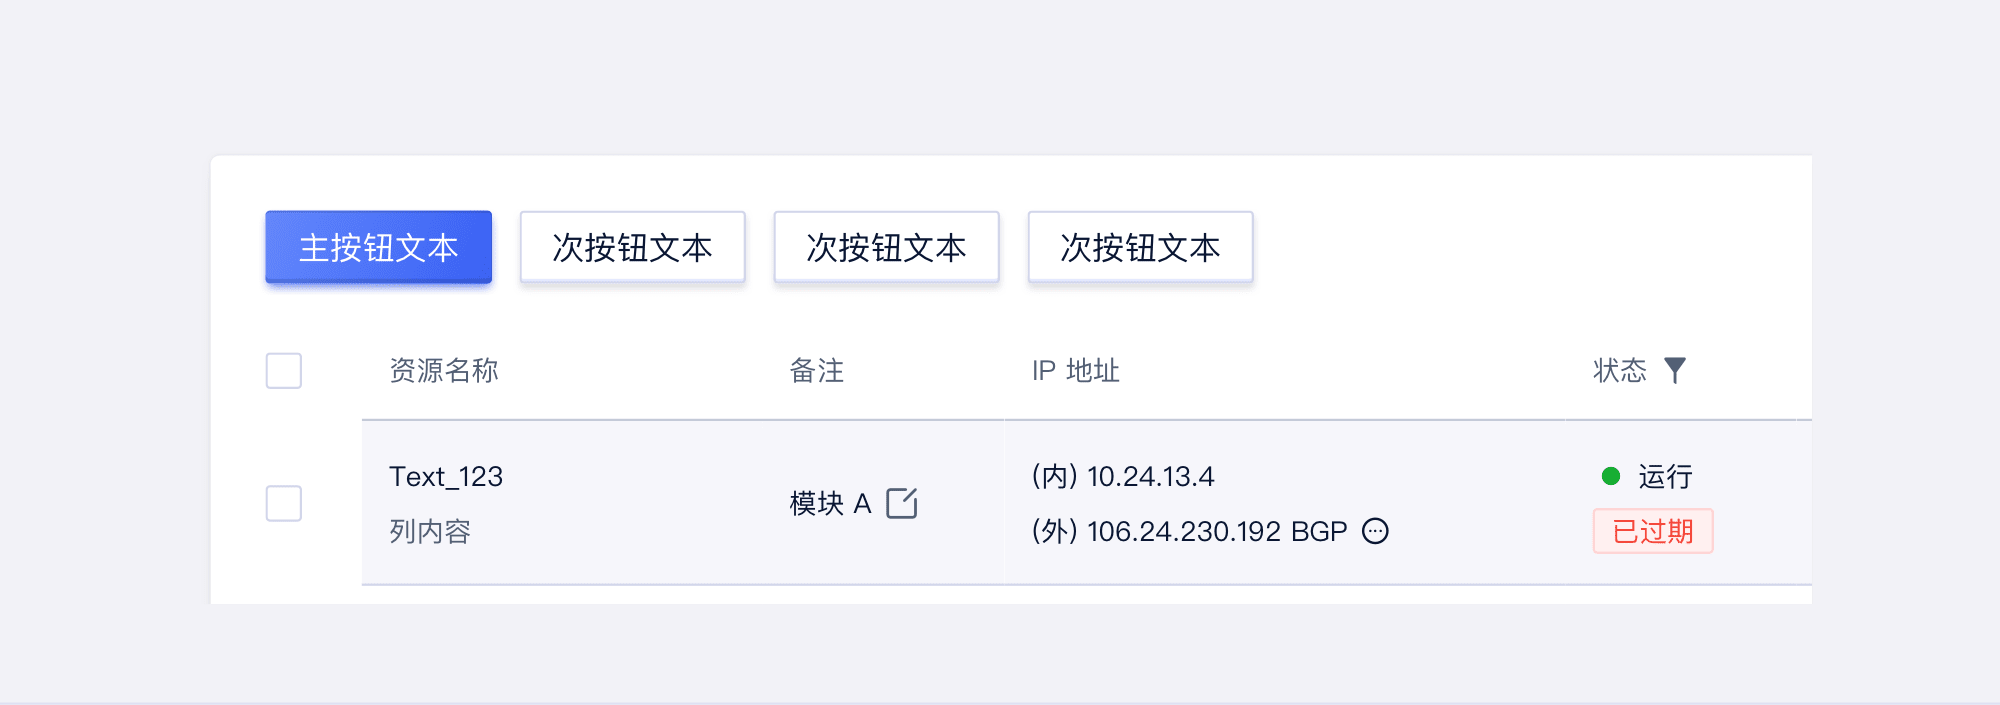 主按钮文本 次按钮文本 次按钮文本 次按钮文本
资源名称 备注 IP 地址 状态
Text_123
列内容
模块 A
(内) 10.24.13.4
(外) 106.24.230.192 BGP
运行
已过期